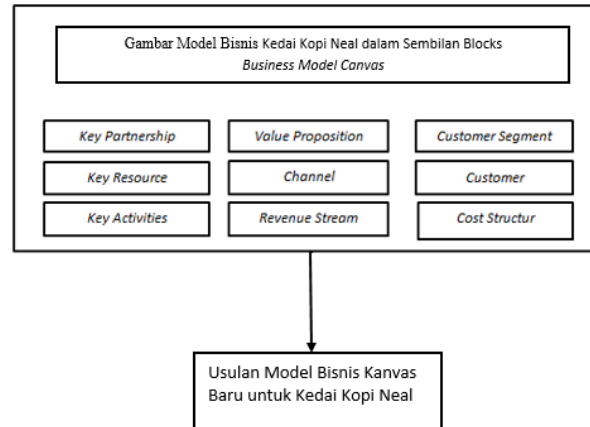 Gambar Model Bisnis Kedai Kopi Neal dalam Sembilan Blocks
Business Model Canvas
Key Partnership
Value Proposition
Customer Segment
Key Resource
Channel
Customer
Key Activities
Revenue Stream
Cost Structur
Usulan Model Bisnis Kanvas
Baru untuk Kedai Kopi Neal